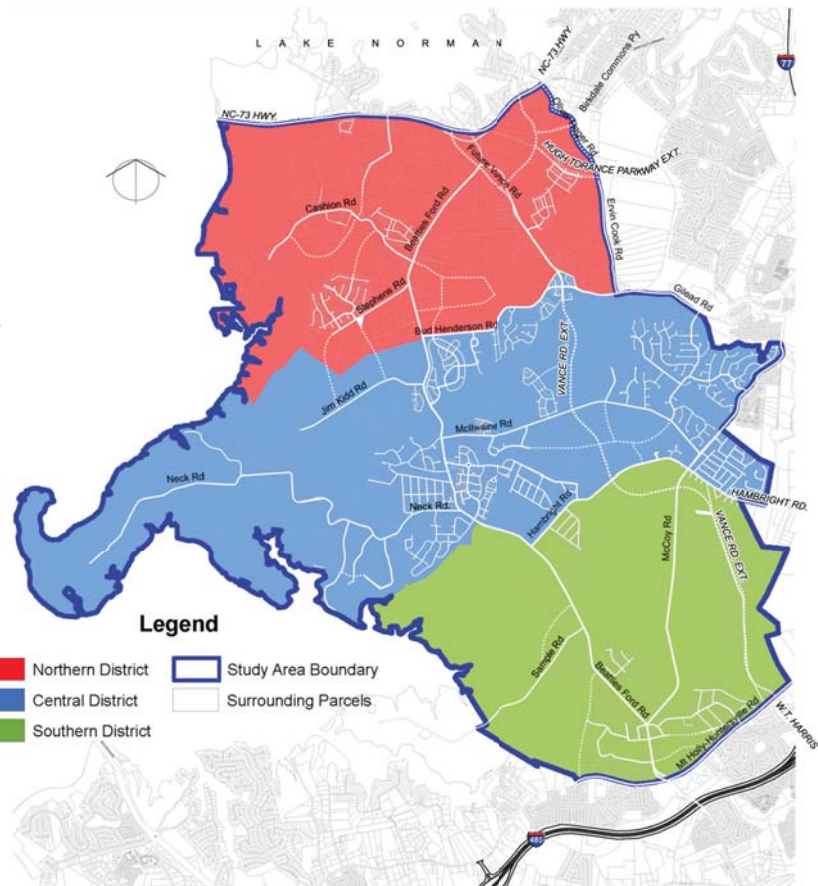 LAKE NORMAN
NC-73 HWY
Birkdale Commons Py
77
NC-73 HWY.
HUGH TORANCE PARKWAY EXT.
Future Vance Rd
Cashion Rd
Beatties Ford Rd
Ervin Cook Rd
Stephens Rd
Gilead Rd
Bud Henderson Rd
VANCE RD. EXT.
Jim Kidd Rd
McIlwaine Rd
Neck Rd
Neck Rd.
Hambright Rd
HAMBRIGHT RD.
McCoy Rd
VANCE RD. EXT.
Sample Rd
Beatties Ford Rd
Mt Holly-Huntersville Rd
W.T. HARRIS
485
Legend
Northern District
Central District
Southern District
Study Area Boundary
Surrounding Parcels